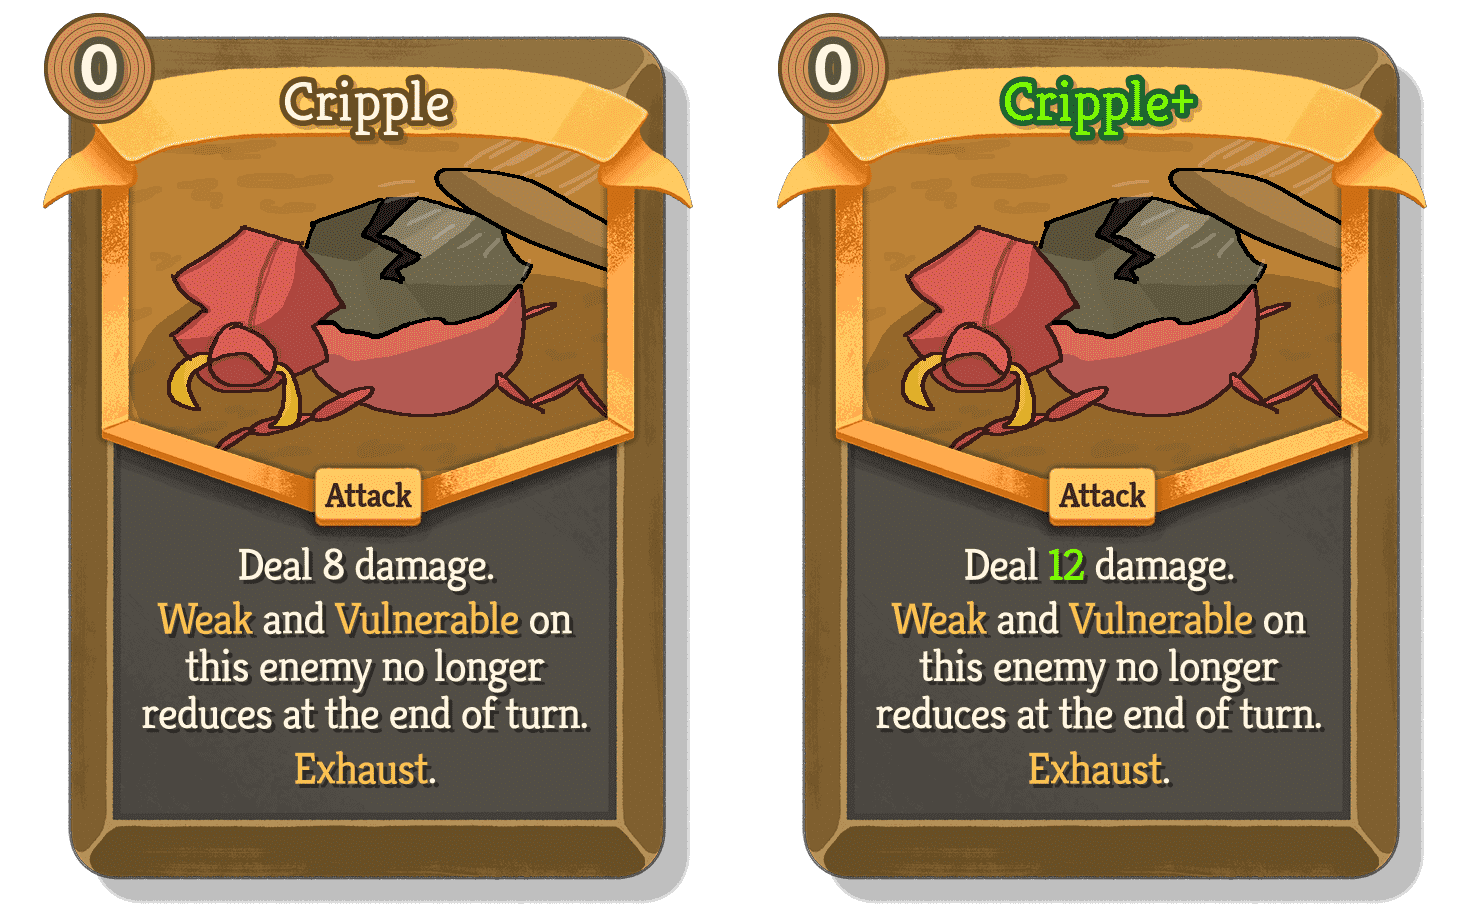 0
Cripple
Attack
Deal 8 damage.
Weak and Vulnerable on
this enemy no longer
reduces at the end of turn.
Exhaust.
0
Cripple+
Attack
Deal 12 damage.
Weak and Vulnerable on
this enemy no longer
reduces at the end of turn.
Exhaust.